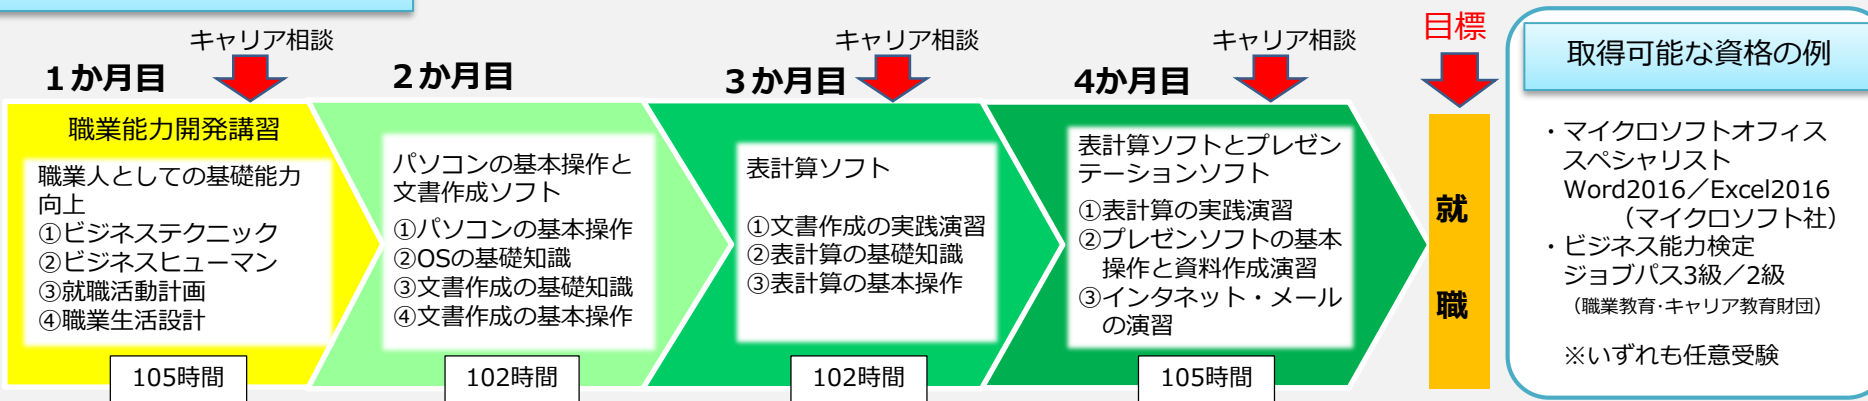 キャリア相談
1か月目
職業能力開発講習
職業人としての基礎能力
向上
①ビジネステクニック
②ビジネスヒューマン
③就職活動計画
④職業生活設計
105時間
2か月目
パソコンの基本操作と
文書作成ソフト
①パソコンの基本操作
②OSの基礎知識
③文書作成の基礎知識
④文書作成の基本操作
102時間
キャリア相談
3か月目
表計算ソフト
①文書作成の実践演習
②表計算の基礎知識
③表計算の基本操作
102時間
キャリア相談
4か月目
表計算ソフトとプレゼン
テーションソフト
①表計算の実践演習
②プレゼンソフトの基本
操作と資料作成演習
③インタネット・メール
の演習
105時間
目標
就
職
取得可能な資格の例
・マイクロソフトオフィス
スペシャリスト
Word2016／Excel2016
（マイクロソフト社）
・ビジネス能力検定
ジョブパス3級／2級
（職業教育･キャリア教育財団）
※いずれも任意受験